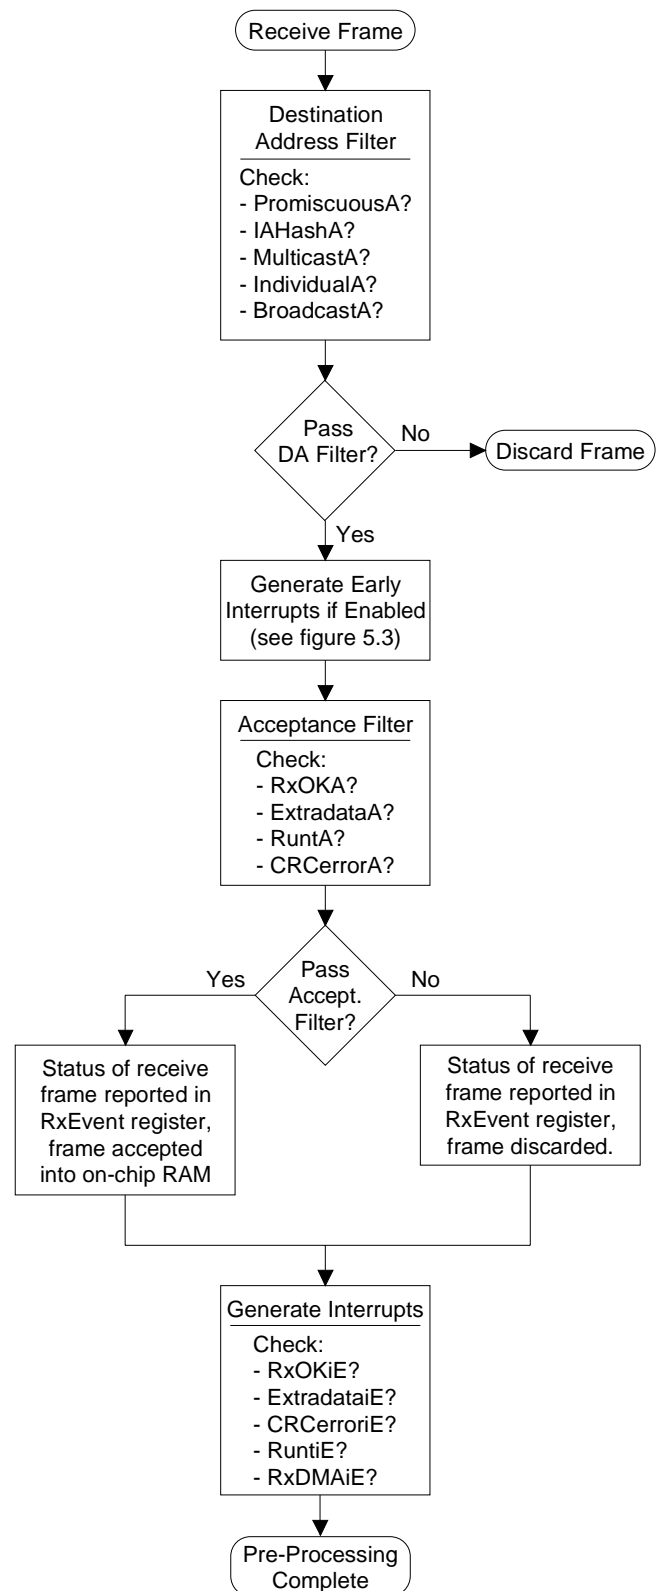 Receive Frame
Destination
Address Filter
Check:
- PromiscuousA?
- IAHashA?
- MulticastA?
- IndividualA?
- BroadcastA?
Pass
DA Filter?
No
Discard Frame
Yes
Generate Early
Interrupts if Enabled
(see figure 5.3)
Acceptance Filter
Check:
- RxOKA?
- ExtradataA?
- RuntA?
- CRCerrorA?
Yes
Pass
Accept.
Filter?
No
Status of receive
frame reported in
RxEvent register,
frame accepted
into on-chip RAM
Status of receive
frame reported in
RxEvent register,
frame discarded.
Generate Interrupts
Check:
- RxOKiE?
- ExtradataiE?
- CRCerroriE?
- RuntiE?
- RxDMAiE?
Pre-Processing
Complete